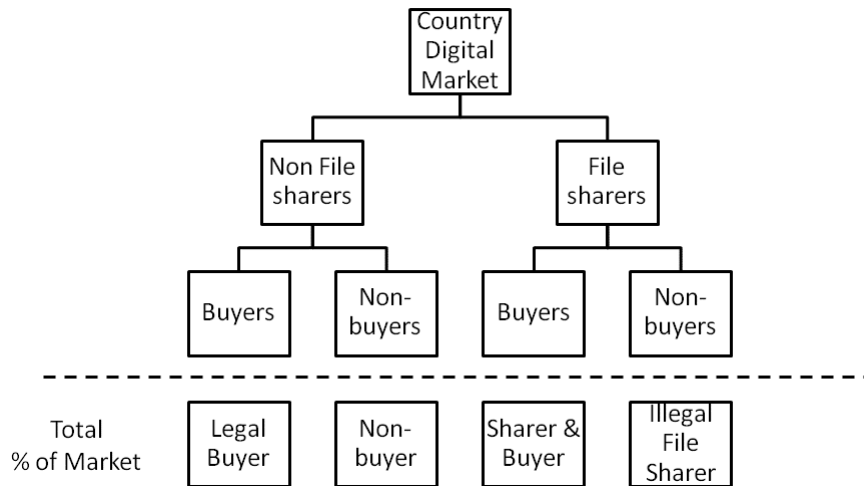 Country
Digital
Market
Non File
sharers
File
sharers
Buyers
Non-
buyers
Buyers
Non-
buyers
Total
% of Market
Legal
Buyer
Non-
buyer
Sharer &
Buyer
Illegal
File
Sharer